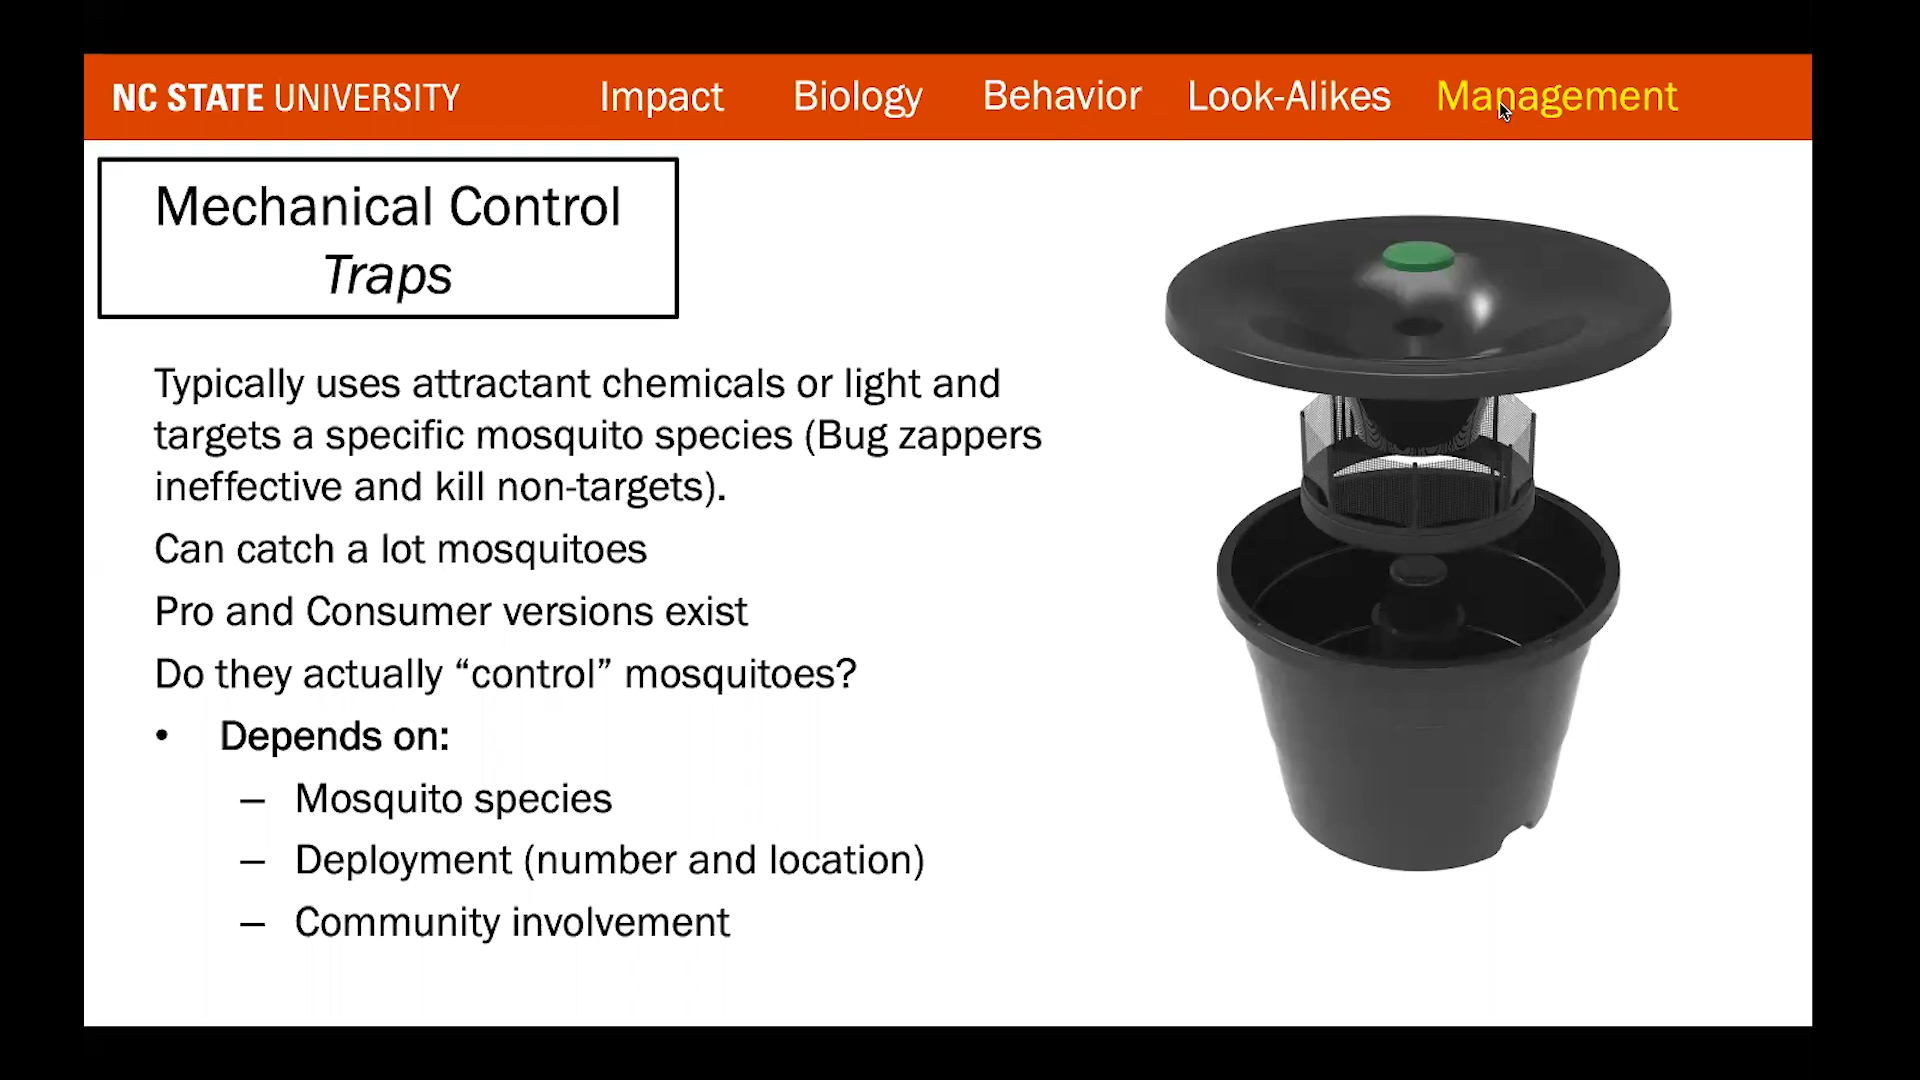 NC STATE UNIVERSITY Impact Biology Behavior Look-Alikes Management
Mechanical Control
Traps
Typically uses attractant chemicals or light and
targets a specific mosquito species (Bug zappers
ineffective and kill non-targets).
Can catch a lot mosquitoes
Pro and Consumer versions exist
Do they actually “control” mosquitoes?
• Depends on:
– Mosquito species
– Deployment (number and location)
– Community involvement